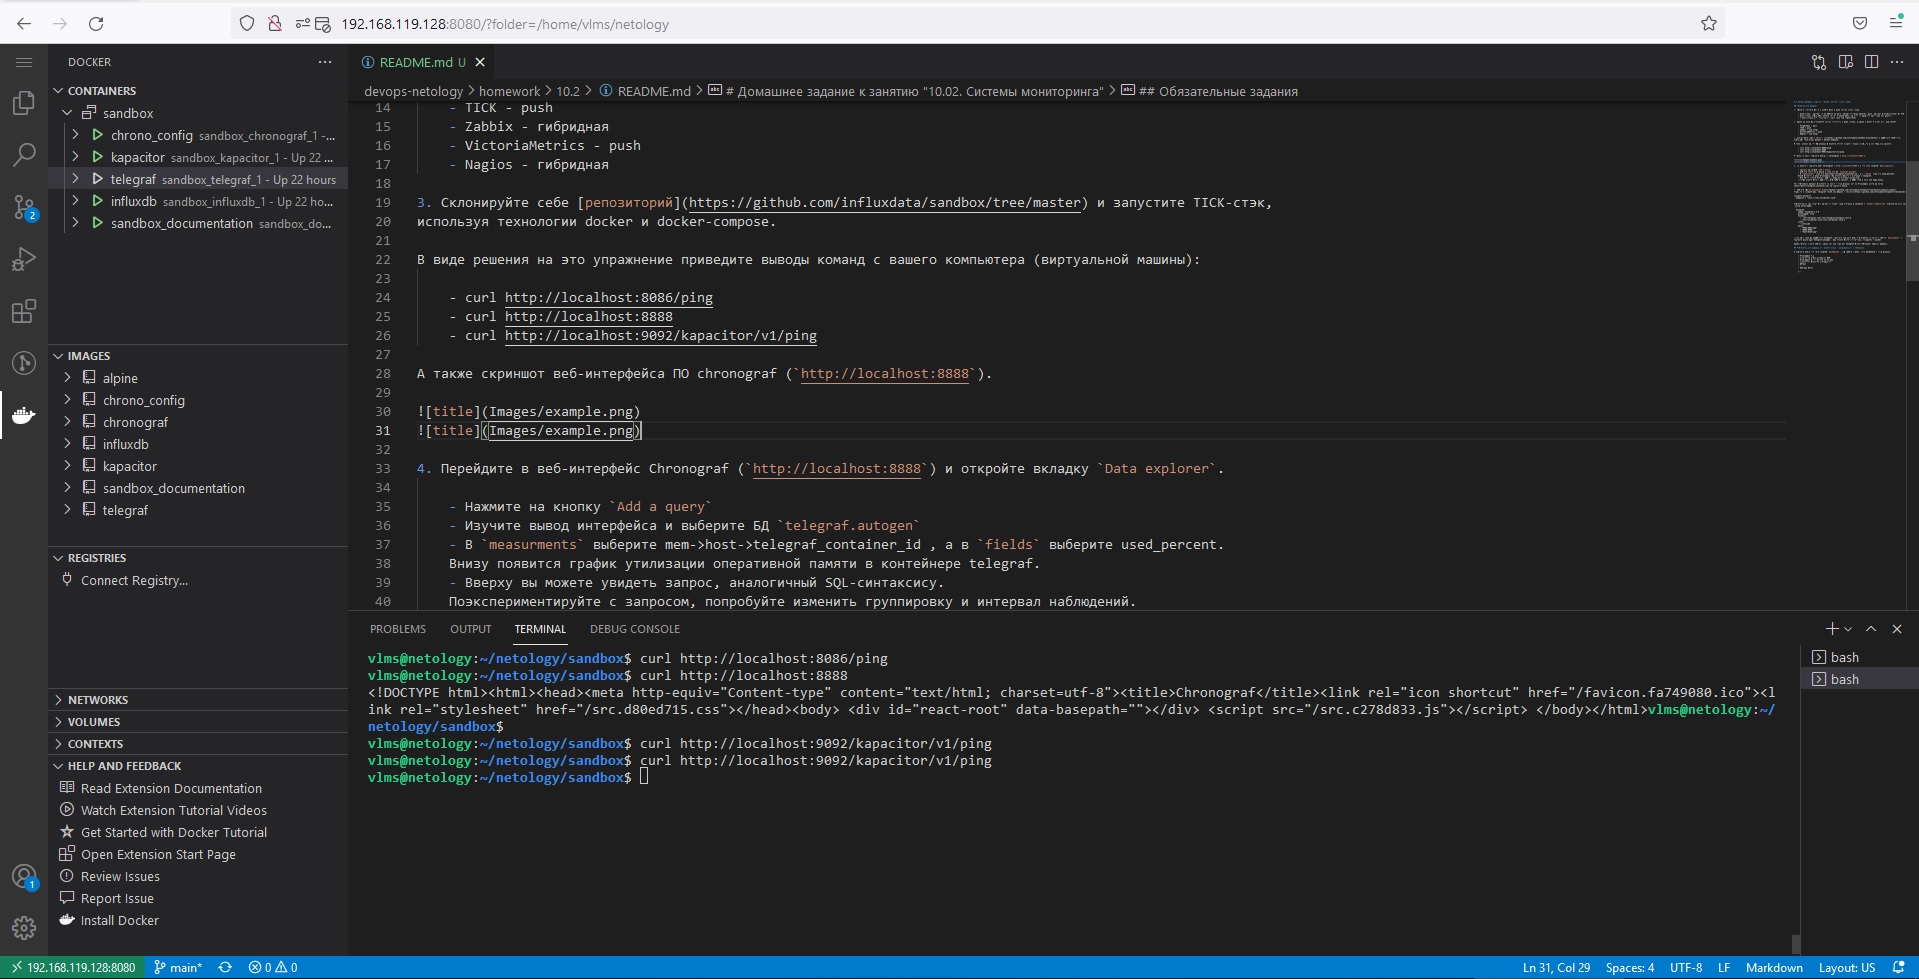 192.168.119.128:8080/?folder=/home/vlms/netology
DOCKER
CONTAINERS
sandbox
chrono_config sandbox_chronograf_1 -...
kapacitor sandbox_kapacitor_1 - Up 22 ...
telegraf sandbox_telegraf_1 - Up 22 hours
influxdb sandbox_influxdb_1 - Up 22 ho...
sandbox_documentation sandbox_do...
IMAGES
alpine
chrono_config
chronograf
influxdb
kapacitor
sandbox_documentation
telegraf
REGISTRIES
Connect Registry...
NETWORKS
VOLUMES
CONTEXTS
HELP AND FEEDBACK
Read Extension Documentation
Watch Extension Tutorial Videos
Get Started with Docker Tutorial
Open Extension Start Page
Review Issues
Report Issue
Install Docker
2
1
README.md U
devops-netology > homework > 10.2 > README.md > # Домашнее задание к занятию "10.02. Системы мониторинга" > ## Обязательные задания
14 - TICK - push
15 - Zabbix - гибридная
16 - VictoriaMetrics - push
17 - Nagios - гибридная
18
19 3. Склонируйте себе [репозиторий](https://github.com/influxdata/sandbox/tree/master) и запустите TICK-стэк,
20 используя технологии docker и docker-compose.
21
22 В виде решения на это упражнение приведите выводы команд с вашего компьютера (виртуальной машины):
23
24 - curl http://localhost:8086/ping
25 - curl http://localhost:8888
26 - curl http://localhost:9092/kapacitor/v1/ping
27
28 А также скриншот веб-интерфейса ПО chronograf (`http://localhost:8888`).
29
30 ![title](Images/example.png)
31 ![title](Images/example.png)
32
33 4. Перейдите в веб-интерфейс Chronograf (`http://localhost:8888`) и откройте вкладку `Data explorer`.
34
35 - Нажмите на кнопку `Add a query`
36 - Изучите вывод интерфейса и выберите БД `telegraf.autogen`
37 - В `measurments` выберите mem->host->telegraf_container_id , а в `fields` выберите used_percent.
38 Внизу появится график утилизации оперативной памяти в контейнере telegraf.
39 - Вверху вы можете увидеть запрос, аналогичный SQL-синтаксису.
40 Поэкспериментируйте с запросом, попробуйте изменить группировку и интервал наблюдений.
PROBLEMS OUTPUT TERMINAL DEBUG CONSOLE
vlms@netology:~/netology/sandbox$ curl http://localhost:8086/ping
vlms@netology:~/netology/sandbox$ curl http://localhost:8888
<!DOCTYPE html><html><head><meta http-equiv="Content-type" content="text/html; charset=utf-8"><title>Chronograf</title><link rel="icon shortcut" href="/favicon.fa749080.ico"><l
ink rel="stylesheet" href="/src.d80ed715.css"></head><body> <div id="react-root" data-basepath=""></div> <script src="/src.c278d833.js"></script> </body></html>vlms@netology:~/
netology/sandbox$
vlms@netology:~/netology/sandbox$ curl http://localhost:9092/kapacitor/v1/ping
vlms@netology:~/netology/sandbox$ curl http://localhost:9092/kapacitor/v1/ping
vlms@netology:~/netology/sandbox$
bash
bash
192.168.119.128:8080 main* 0 0 Ln 31, Col 29 Spaces: 4 UTF-8 LF Markdown Layout: US